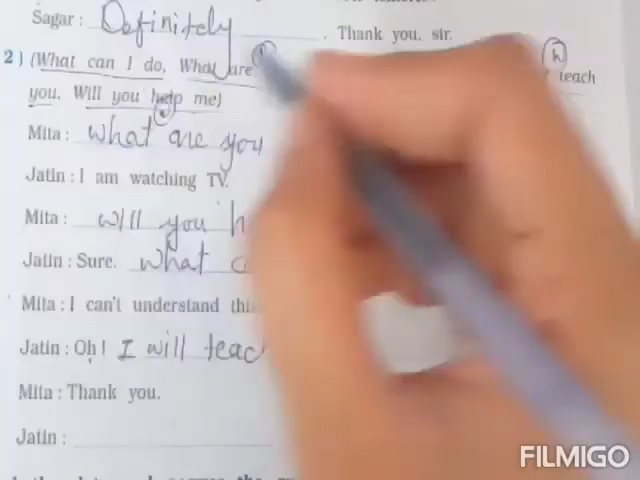 Sagar : Definitely . Thank you, sir.
2) (What can I do, What are teach
you, Will you help me)
Mita : What are you
Jatin : I am watching TV.
Mita : will you
Jatin : Sure. what
Mita : I can't understand
Jatin : Oh ! I will
Mita : Thank you.
Jatin :
FILMIGO